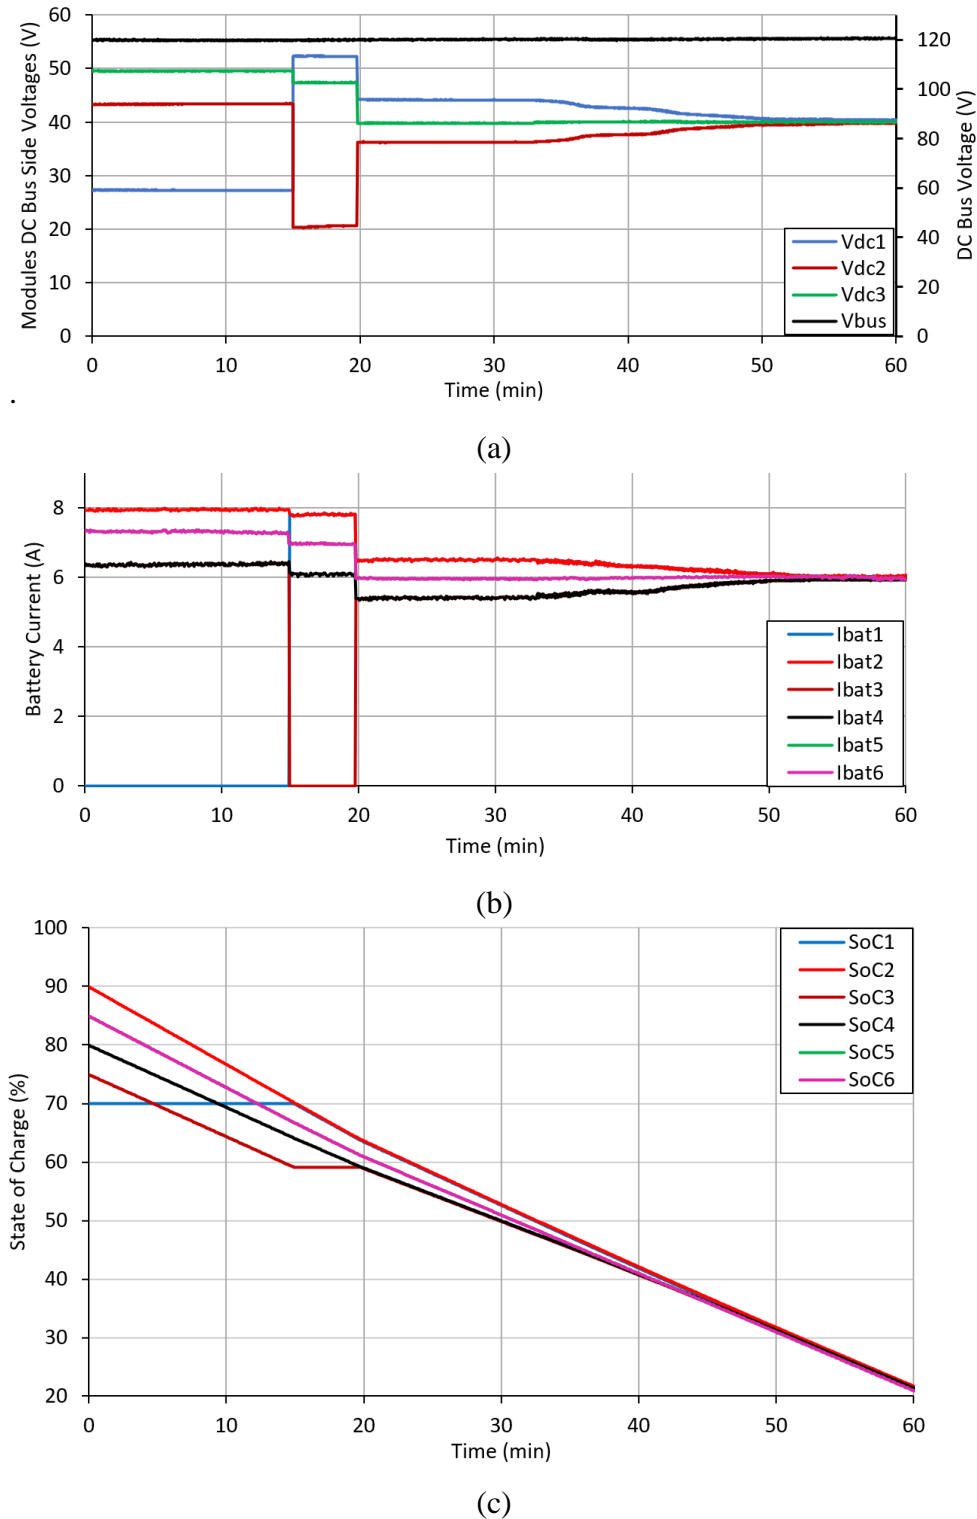 60
50
40
30
20
10
0
Modules DC Bus Side Voltages (V)
120
100
80
60
40
20
0
DC Bus Voltage (V)
Vdc1
Vdc2
Vdc3
Vbus
0 10 20 30 40 50 60
Time (min)
.
(a)
8
6
4
2
0
Battery Current (A)
Ibat1
Ibat2
Ibat3
Ibat4
Ibat5
Ibat6
0 10 20 30 40 50 60
Time (min)
(b)
100
90
80
70
60
50
40
30
20
State of Charge (%)
SoC1
SoC2
SoC3
SoC4
SoC5
SoC6
0 10 20 30 40 50 60
Time (min)
(c)